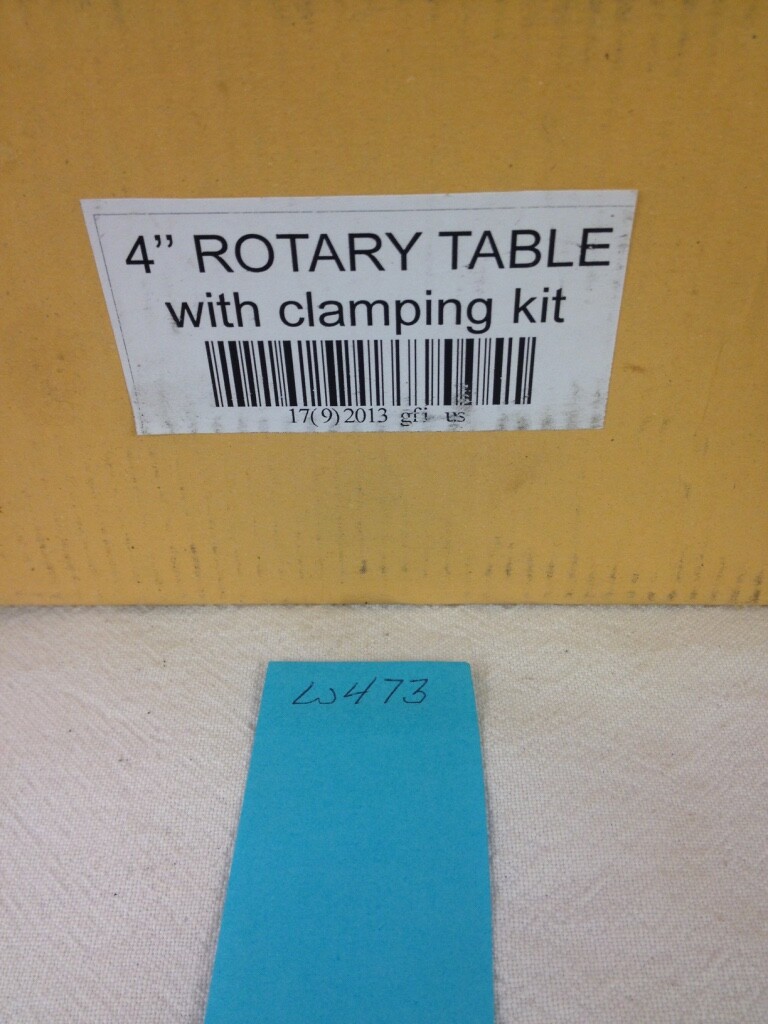 4” ROTARY TABLE
with clamping kit
17(9)2013 gfi us
W473